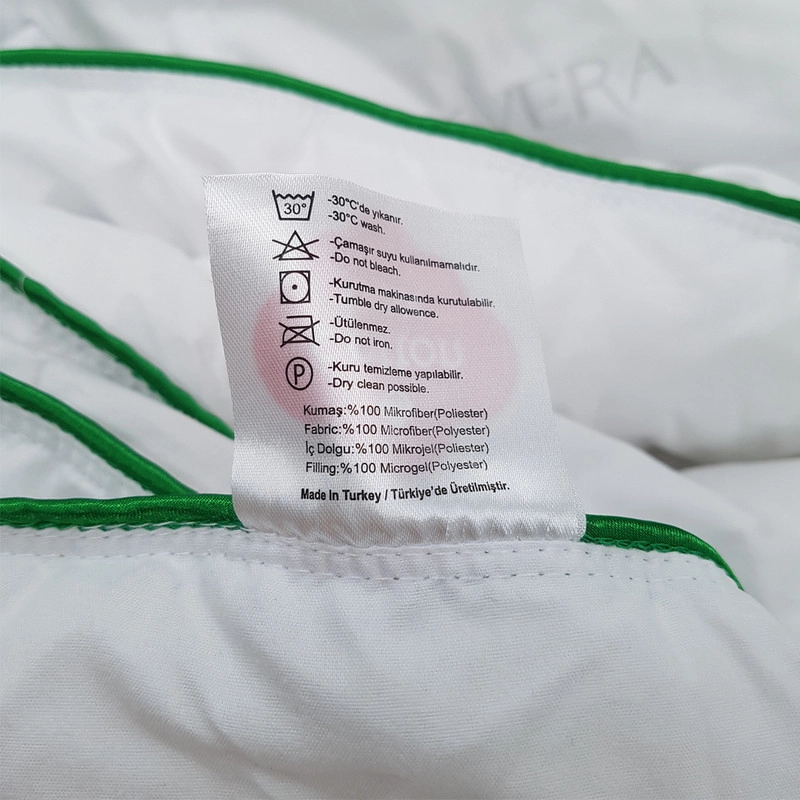 VERA
30°
-30°C'de yıkanır.
-30°C wash.
-Çamaşır suyu kullanılmamalıdır.
-Do not bleach.
-Kurutma makinasında kurutulabilir.
-Tumble dry allowence.
-Ütülenmez.
-Do not iron.
P
-Kuru temizleme yapılabilir.
-Dry clean possible.
Kumaş:%100 Mikrofiber(Poliester)
Fabric:%100 Microfiber(Polyester)
İç Dolgu:%100 Mikrojel(Poliester)
Filling:%100 Microgel(Polyester)
Made In Turkey / Türkiye'de Üretilmiştir.